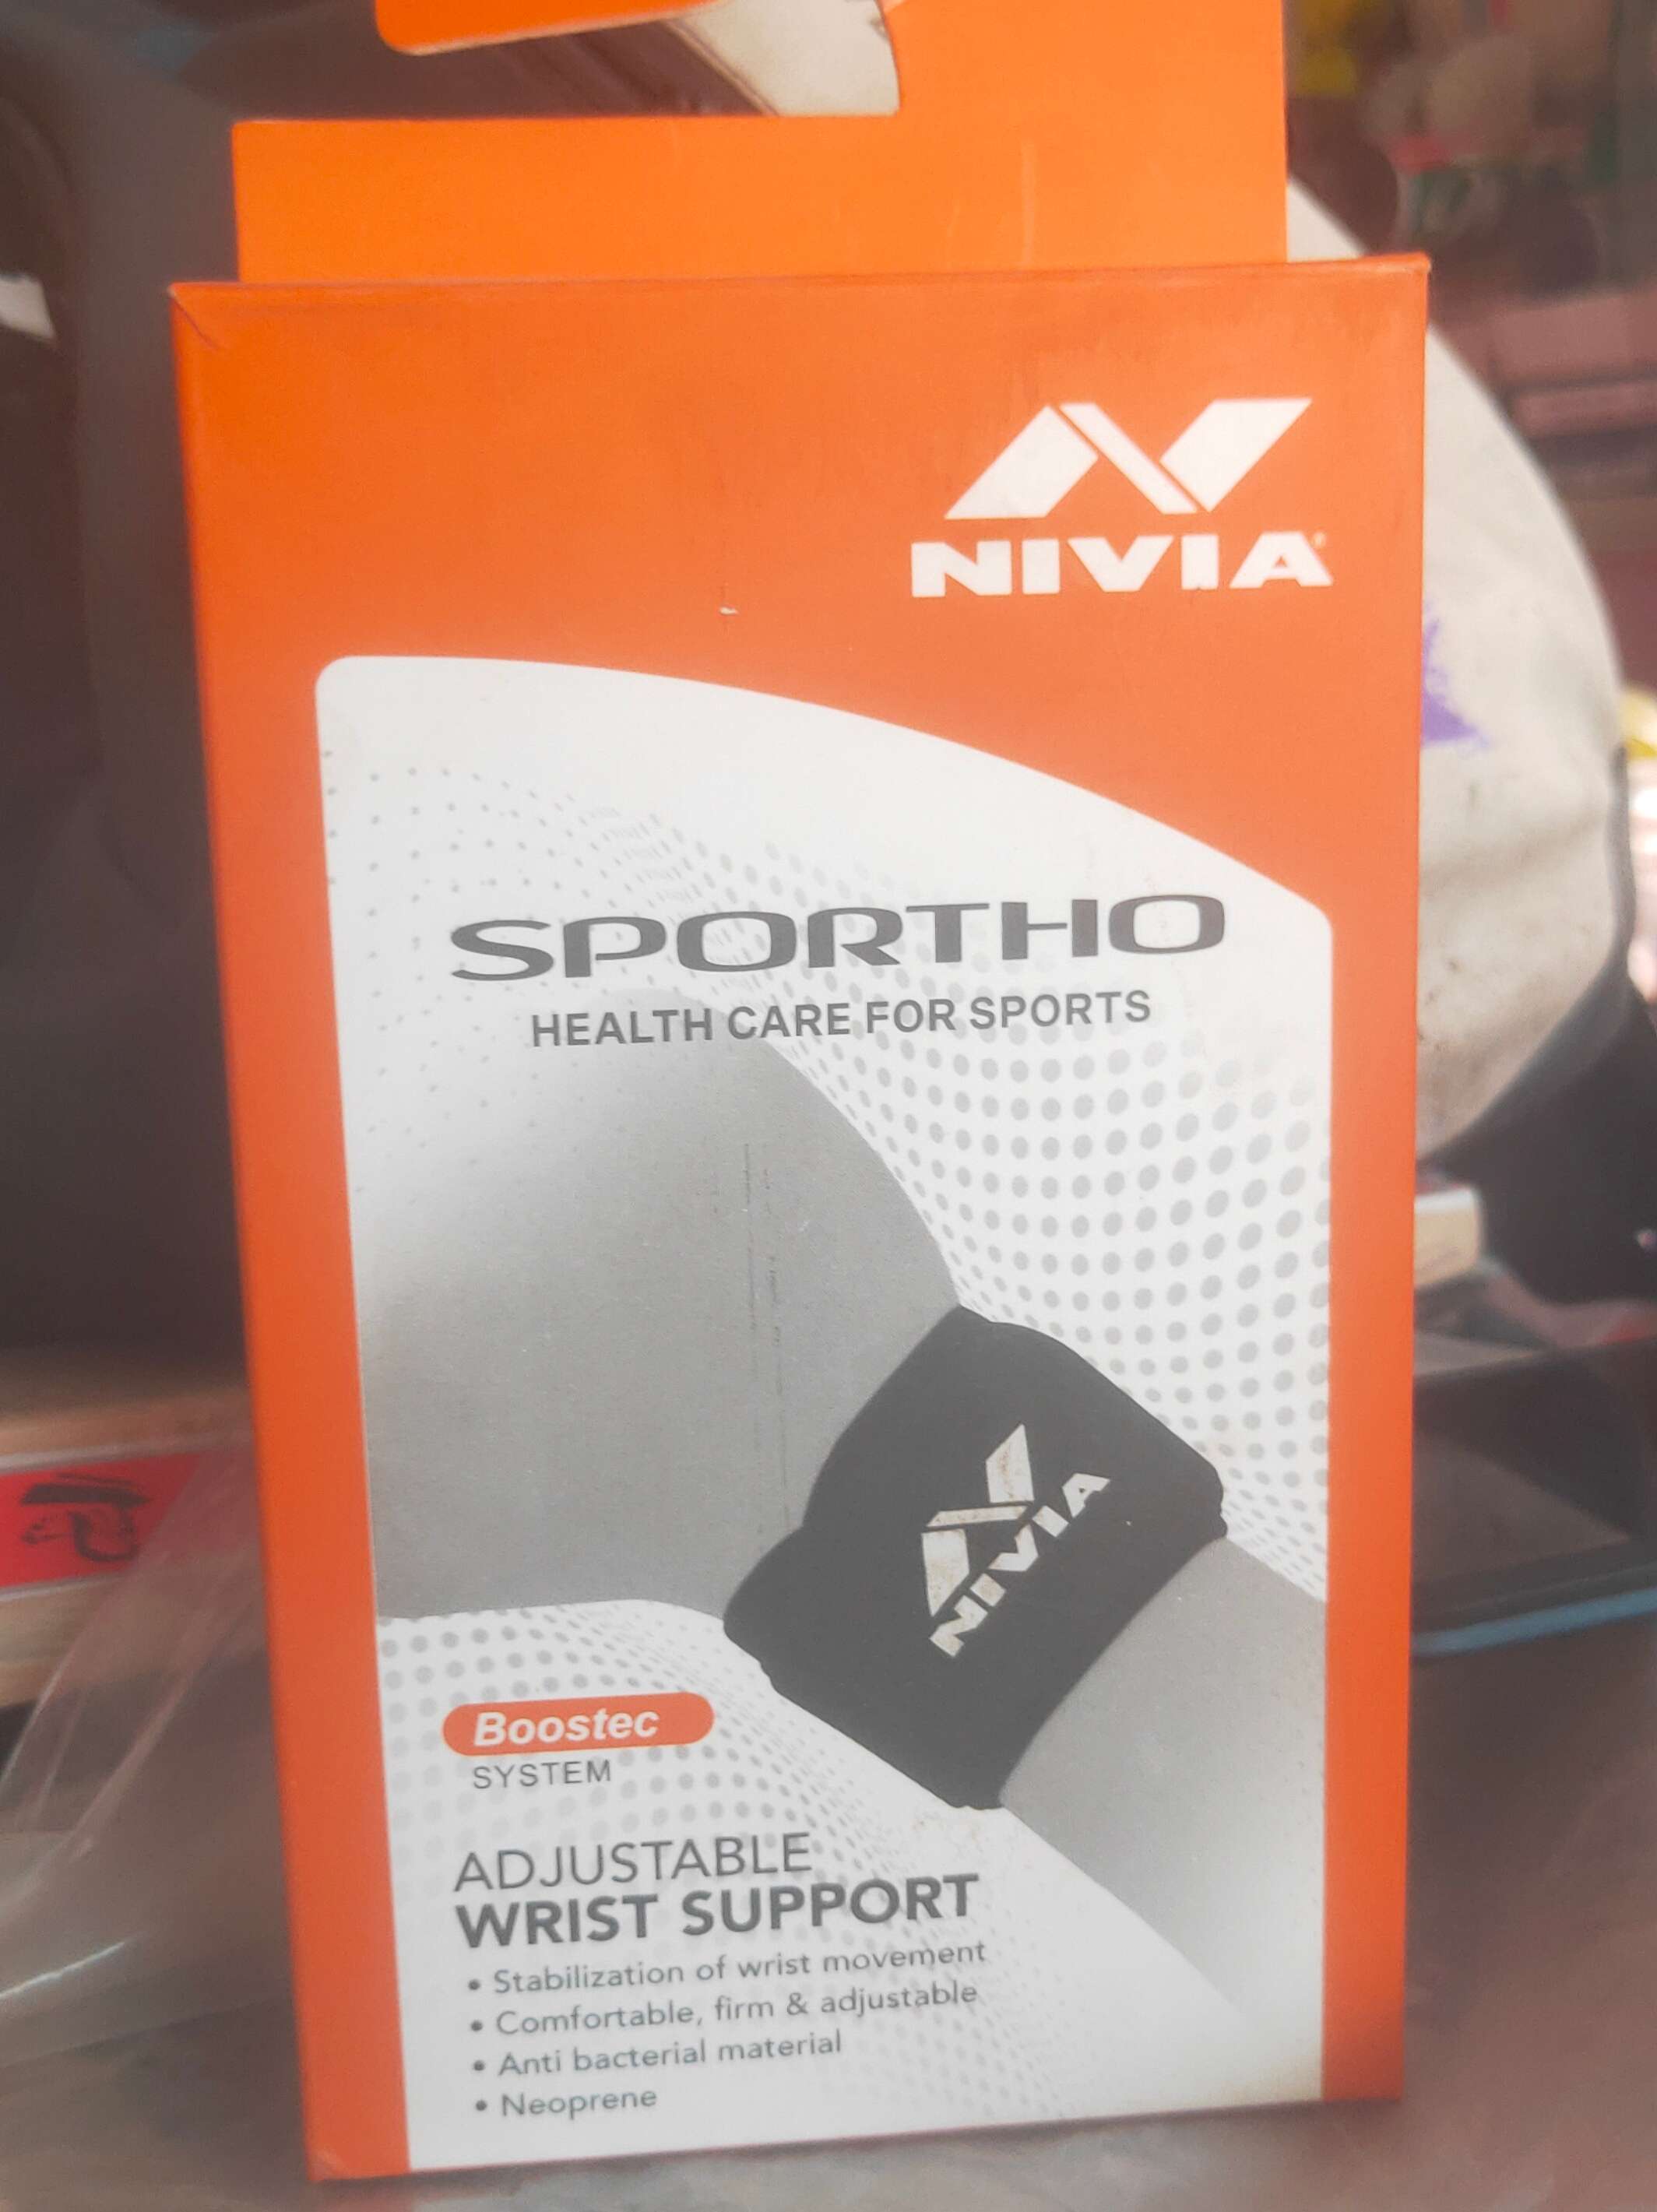 NIVIA
SPORTHO
HEALTH CARE FOR SPORTS
NIVIA
Boostec
SYSTEM
ADJUSTABLE
WRIST SUPPORT
• Stabilization of wrist movement
• Comfortable, firm & adjustable
• Anti bacterial material
• Neoprene